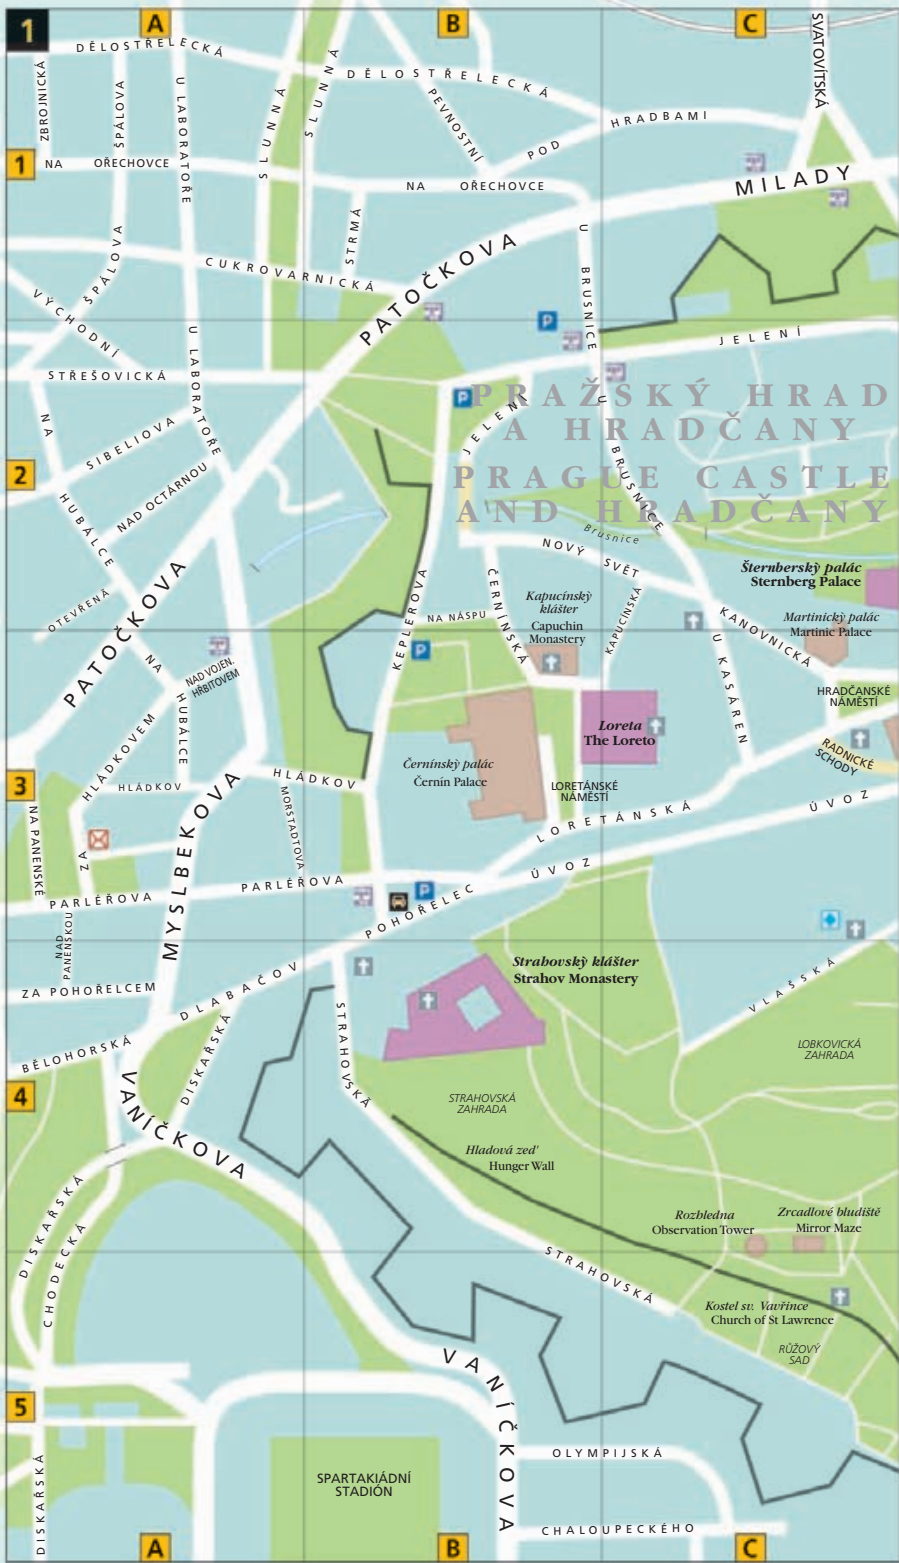 1
A
B
C
DĚLOSTŘELECKÁ
DĚLOSTŘELECKÁ
SVATOVÍTSKÁ
ZBROJNICKÁ
ŠPÁLOVA
U LABORATOŘE
SLUNNÁ
SLUNNÁ
PEVNOSTNÍ
POD
HRADBAMI
1
NA
OŘECHOVCE
NA OŘECHOVCE
MILADY
STRMÁ
ŠPÁLOVA
CUKROVARNICKÁ
PATOČKOVA
U BRUSNICE
VÝCHODNÍ
U LABORATOŘE
JELENÍ
STŘEŠOVICKÁ
P
P
JELENÍ
PRAŽSKÝ HRAD
A HRADČANY
PRAGUE CASTLE
AND HRADČANY
U BRUSNICE
NA HUBÁLCE
SIBELIOVA
2
NAD OCTÁRNOU
Brusnice
NOVÝ SVĚT
Šternberský palác
Sternberg Palace
OTEVŘENÁ
PATOČKOVA
KEPLEROVA
ČERNÍNSKÁ
Kapucínský
klášter
Capuchin
Monastery
KAPUCÍNSKÁ
KANOVNICKÁ
Martinický palác
Martinic Palace
NA NÁSPU
P
U KASÁREN
NA HUBÁLCE
NAD VOJEN.
HŘBITOVEM
HRADČANSKÉ
NÁMĚSTÍ
Loreta
The Loreto
RADNICKÉ
SCHODY
ZA HLÁDKOVEM
HLÁDKOV
HLÁDKOV
Černínský palác
Černín Palace
LORETÁNSKÉ
NÁMĚSTÍ
3
MORSTADTOVA
MYSLBEKOVA
NA PANENSKÉ
LORETÁNSKÁ
ÚVOZ
ÚVOZ
PARLÉŘOVA
PARLÉŘOVA
P
POHOŘELEC
NAD
PANENSKOU
Strahovský klášter
Strahov Monastery
ZA POHOŘELCEM
DLABAČOV
VLAŠSKÁ
STRAHOVSKÁ
BĚLOHORSKÁ
DISKAŘSKÁ
LOBKOVICKÁ
ZAHRADA
4
VANÍČKOVA
STRAHOVSKÁ
ZAHRADA
Hladová zed'
Hunger Wall
DISKAŘSKÁ
CHODECKÁ
Rozhledna
Observation Tower
Zrcadlové bludiště
Mirror Maze
STRAHOVSKÁ
Kostel sv. Vavřince
Church of St Lawrence
RŮŽOVÝ
SAD
VANÍČKOVA
5
DISKAŘSKÁ
SPARTAKIÁDNÍ
STADIÓN
OLYMPIJSKÁ
CHALOUPECKÉHO
A
B
C